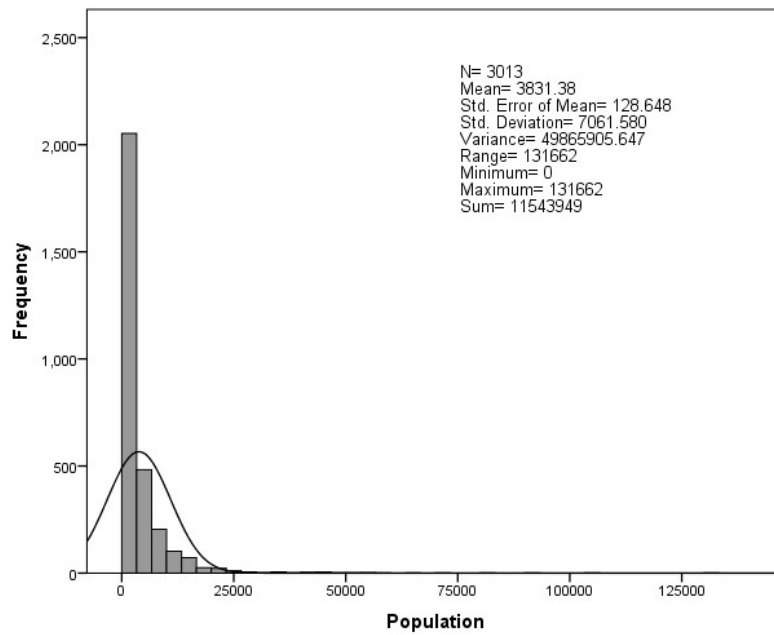 2,500
N= 3013
Mean= 3831.38
Std. Error of Mean= 128.648
Std. Deviation= 7061.580
Variance= 49865905.647
Range= 131662
Minimum= 0
Maximum= 131662
Sum= 11543949
2,000
1,500
Frequency
1,000
500
0
0 25000 50000 75000 100000 125000
Population